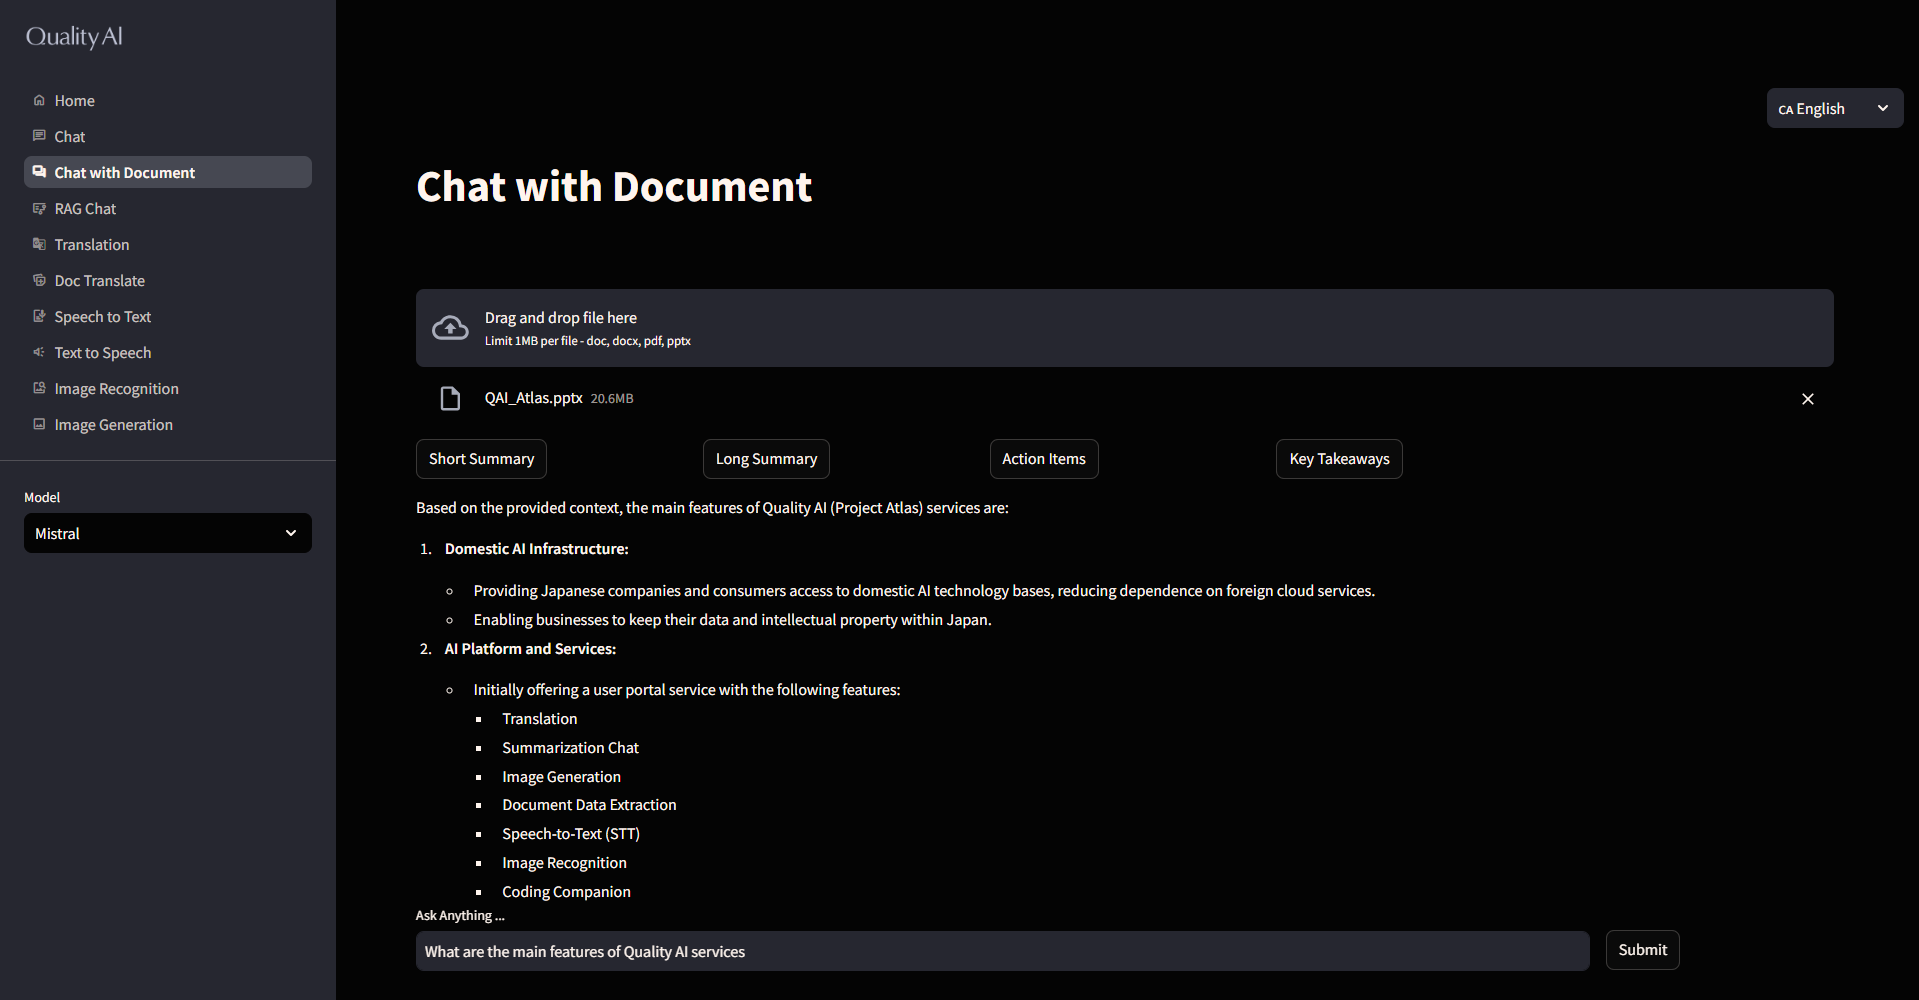 Quality AI
Home
Chat
Chat with Document
RAG Chat
Translation
Doc Translate
Speech to Text
Text to Speech
Image Recognition
Image Generation
Model
Mistral
CA English
Chat with Document
Drag and drop file here
Limit 1MB per file - doc, docx, pdf, pptx
QAI_Atlas.pptx 20.6MB
Short Summary
Long Summary
Action Items
Key Takeaways
Based on the provided context, the main features of Quality AI (Project Atlas) services are:
1. Domestic AI Infrastructure:
Providing Japanese companies and consumers access to domestic AI technology bases, reducing dependence on foreign cloud services.
Enabling businesses to keep their data and intellectual property within Japan.
2. AI Platform and Services:
Initially offering a user portal service with the following features:
Translation
Summarization Chat
Image Generation
Document Data Extraction
Speech-to-Text (STT)
Image Recognition
Coding Companion
Ask Anything ...
What are the main features of Quality AI services
Submit